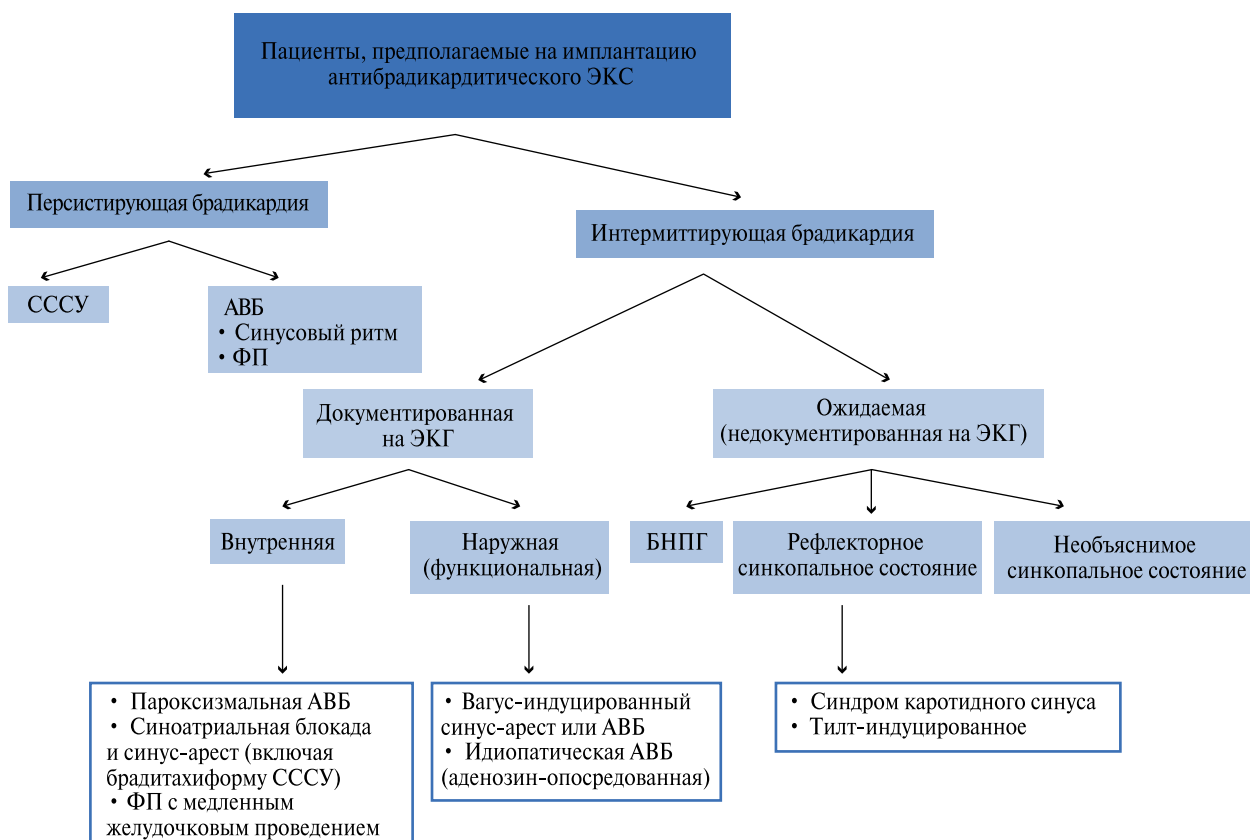 Пациенты, предполагаемые на имплантацию
антибрадикардитического ЭКС
Персистирующая брадикардия
Интермиттирующая брадикардия
СССУ
АВБ
• Синусовый ритм
• ФП
Документированная
на ЭКГ
Ожидаемая
(недокументированная на ЭКГ)
Внутренняя
Наружная
(функциональная)
БНПГ
Рефлекторное
синкопальное состояние
Необъяснимое
синкопальное состояние
• Пароксизмальная АВБ
• Синоатриальная блокада
и синус-арест (включая
брадитахиформу СССУ)
• ФП с медленным
желудочковым проведением
• Вагус-индуцированный
синус-арест или АВБ
• Идиопатическая АВБ
(аденозин-опосредованная)
• Синдром каротидного синуса
• Тилт-индуцированное